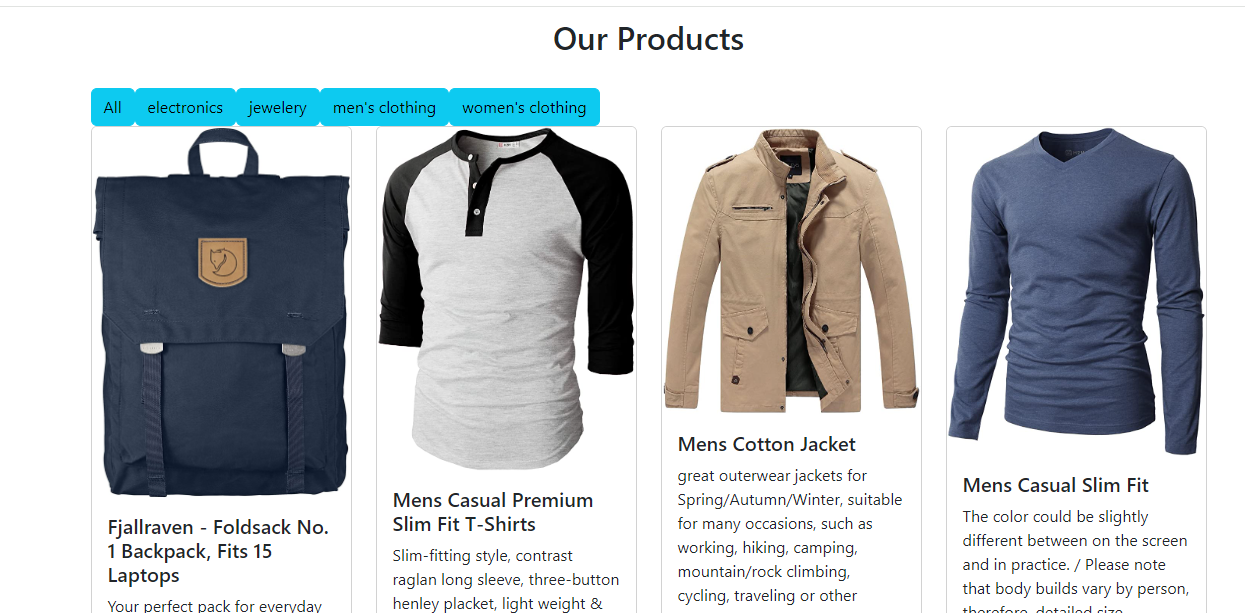 Our Products
All electronics jewelery men's clothing women's clothing
Fjallraven - Foldsack No.
1 Backpack, Fits 15
Laptops
Your perfect pack for everyday
Mens Casual Premium
Slim Fit T-Shirts
Slim-fitting style, contrast
raglan long sleeve, three-button
henley placket, light weight &
Mens Cotton Jacket
great outerwear jackets for
Spring/Autumn/Winter, suitable
for many occasions, such as
working, hiking, camping,
mountain/rock climbing,
cycling, traveling or other
Mens Casual Slim Fit
The color could be slightly
different between on the screen
and in practice. / Please note
that body builds vary by person,
therefore, detailed size